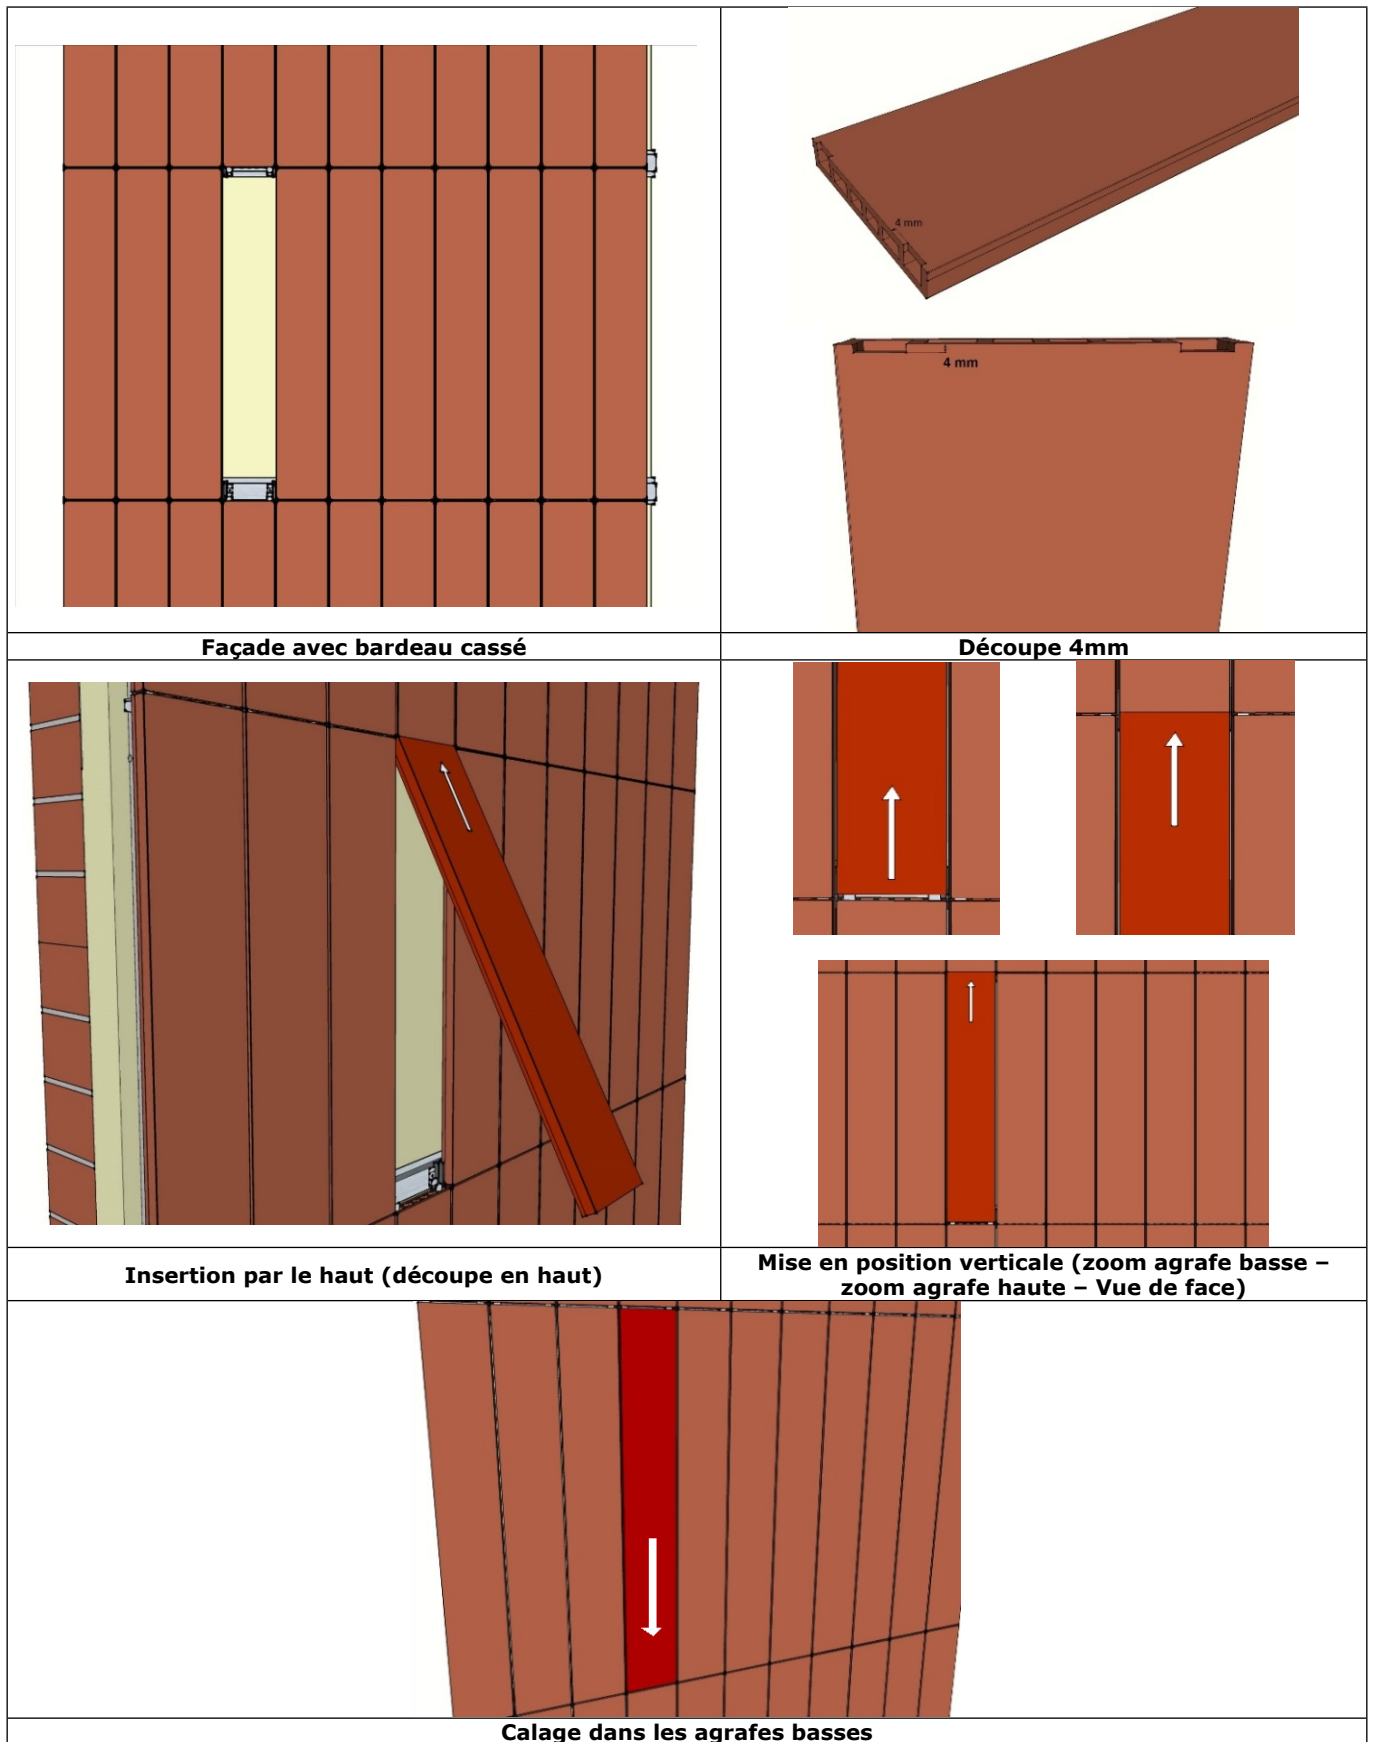 4 mm
4 mm
Façade avec bardeau cassé
Découpe 4mm
Insertion par le haut (découpe en haut)
Mise en position verticale (zoom agrafe basse –
zoom agrafe haute – Vue de face)
Calage dans les agrafes basses